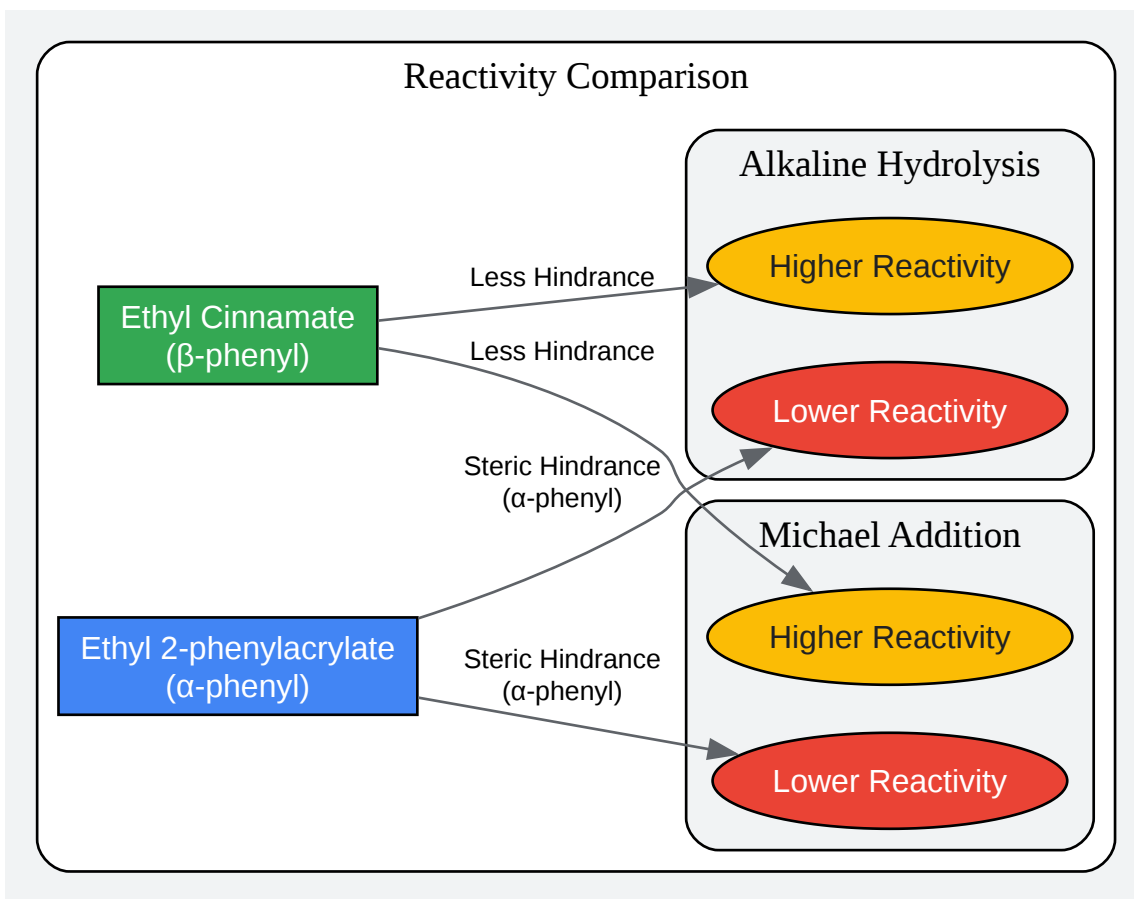 Reactivity Comparison
Alkaline Hydrolysis
Higher Reactivity
Less Hindrance
Ethyl Cinnamate
(β-phenyl)
Less Hindrance
Lower Reactivity
Steric Hindrance
(α-phenyl)
Michael Addition
Higher Reactivity
Ethyl 2-phenylacrylate
(α-phenyl)
Steric Hindrance
(α-phenyl)
Lower Reactivity